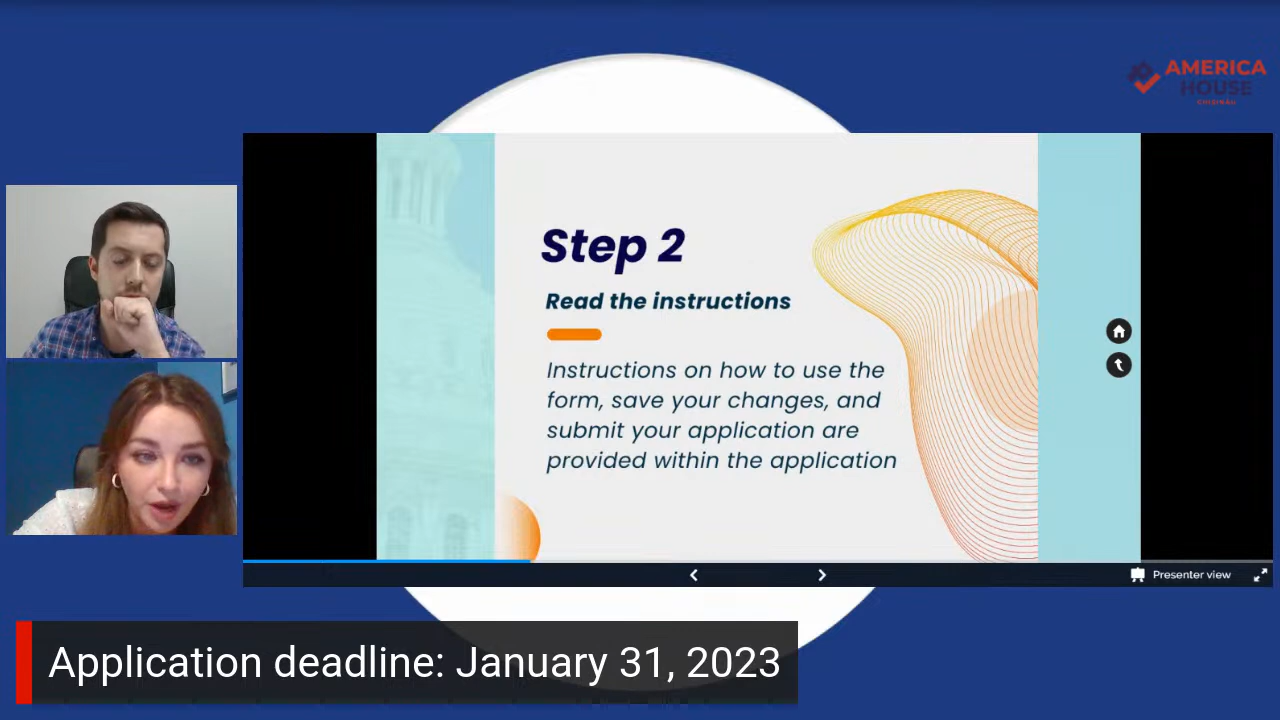 AMERICA
HOUSE
CHIȘINĂU
Step 2
Read the instructions
Instructions on how to use the
form, save your changes, and
submit your application are
provided within the application
Presenter view
Application deadline: January 31, 2023